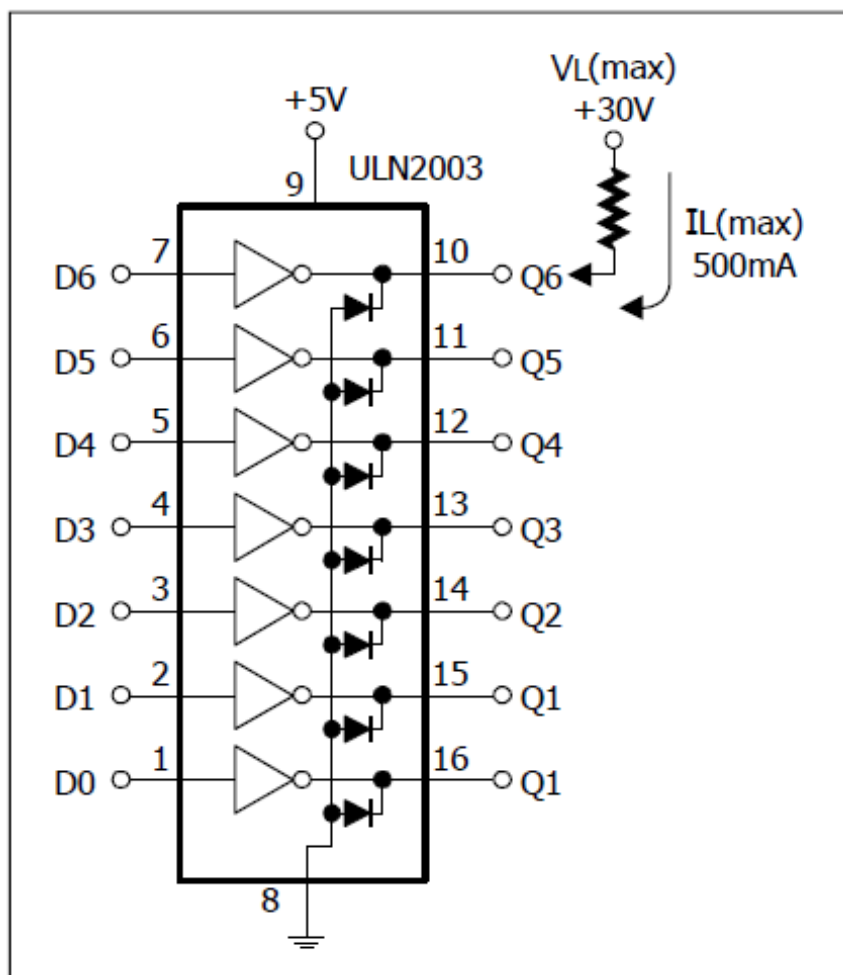 VL(max)
+30V
+5V
ULN2003
9
IL(max)
500mA
D6 7 10 Q6
D5 6 11 Q5
D4 5 12 Q4
D3 4 13 Q3
D2 3 14 Q2
D1 2 15 Q1
D0 1 16 Q1
8